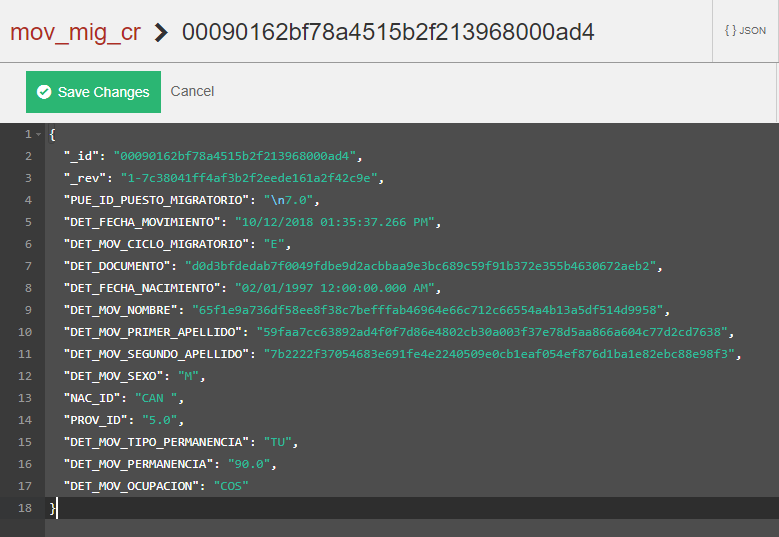 mov_mig_cr > 00090162bf78a4515b2f213968000ad4 { } JSON
Save Changes Cancel
1 {
2 "_id": "00090162bf78a4515b2f213968000ad4",
3 "_rev": "1-7c38041ff4af3b2f2eede161a2f42c9e",
4 "PUE_ID_PUESTO_MIGRATORIO": "\n7.0",
5 "DET_FECHA_MOVIMIENTO": "10/12/2018 01:35:37.266 PM",
6 "DET_MOV_CICLO_MIGRATORIO": "E",
7 "DET_DOCUMENTO": "d0d3bfdedab7f0049fdbe9d2acbbaa9e3bc689c59f91b372e355b4630672aeb2",
8 "DET_FECHA_NACIMIENTO": "02/01/1997 12:00:00.000 AM",
9 "DET_MOV_NOMBRE": "65f1e9a736df58ee8f38c7befffab46964e66c712c66554a4b13a5df514d9958",
10 "DET_MOV_PRIMER_APELLIDO": "59faa7cc63892ad4f0f7d86e4802cb30a003f37e78d5aa866a604c77d2cd7638",
11 "DET_MOV_SEGUNDO_APELLIDO": "7b2222f37054683e691fe4e2240509e0cb1eaf054ef876d1ba1e82ebc88e98f3",
12 "DET_MOV_SEXO": "M",
13 "NAC_ID": "CAN ",
14 "PROV_ID": "5.0",
15 "DET_MOV_TIPO_PERMANENCIA": "TU",
16 "DET_MOV_PERMANENCIA": "90.0",
17 "DET_MOV_OCUPACION": "COS"
18 }